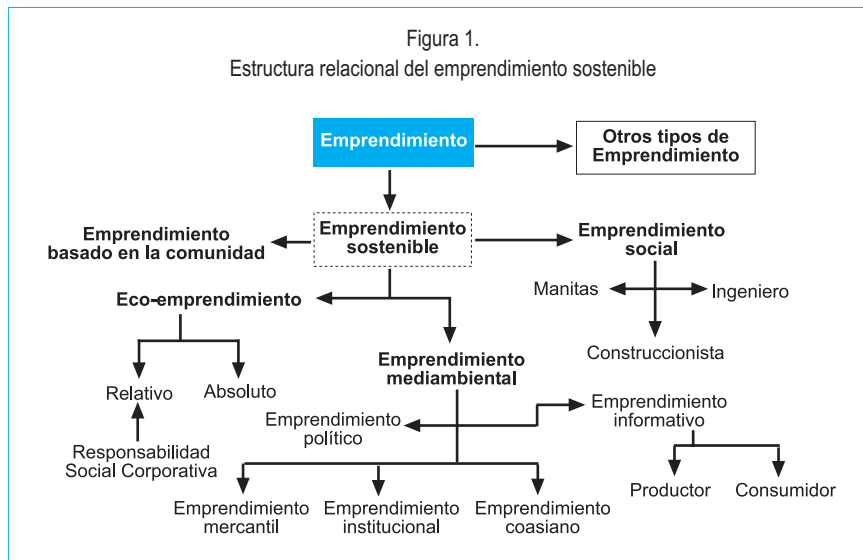 Figura 1.
Estructura relacional del emprendimiento sostenible
Emprendimiento
Otros tipos de
Emprendimiento
Emprendimiento
basado en la comunidad
Emprendimiento
sostenible
Emprendimiento
social
Manitas
Ingeniero
Construccionista
Eco-emprendimiento
Relativo
Absoluto
Responsabilidad
Social Corporativa
Emprendimiento
mediambiental
Emprendimiento
político
Emprendimiento
informativo
Productor
Consumidor
Emprendimiento
mercantil
Emprendimiento
institucional
Emprendimiento
coasiano